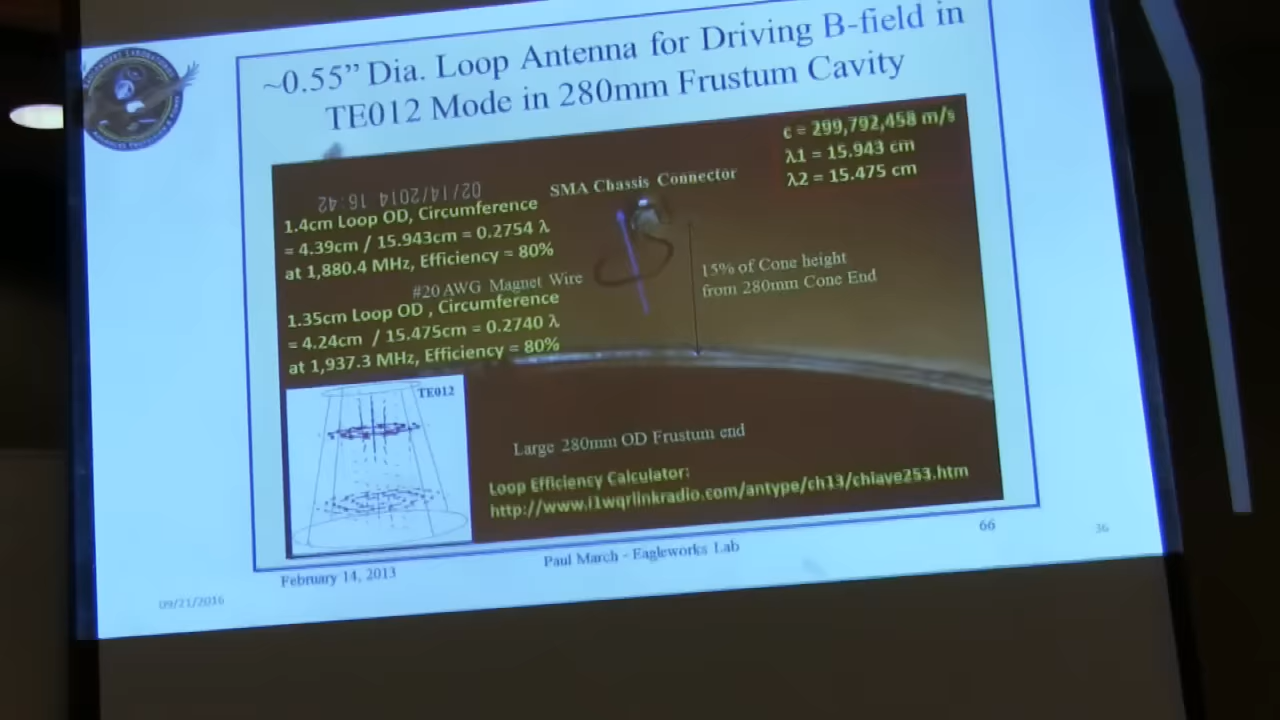 ~0.55” Dia. Loop Antenna for Driving B-field in
TE012 Mode in 280mm Frustum Cavity
c = 299,792,458 m/s
λ1 = 15.943 cm
λ2 = 15.475 cm
02/14/2014 16:42
SMA Chassis Connector
1.4cm Loop OD, Circumference
= 4.39cm / 15.943cm = 0.2754 λ
at 1,880.4 MHz, Efficiency = 80%
#20 AWG Magnet Wire
15% of Cone height
from 280mm Cone End
1.35cm Loop OD , Circumference
= 4.24cm / 15.475cm = 0.2740 λ
at 1,937.3 MHz, Efficiency = 80%
TE012
Large 280mm OD Frustum end
Loop Efficiency Calculator:
http://www.i1wqrlinkradio.com/antype/ch13/chiave253.htm
February 14, 2013
Paul March - Eagleworks Lab
66
36
09/21/2016